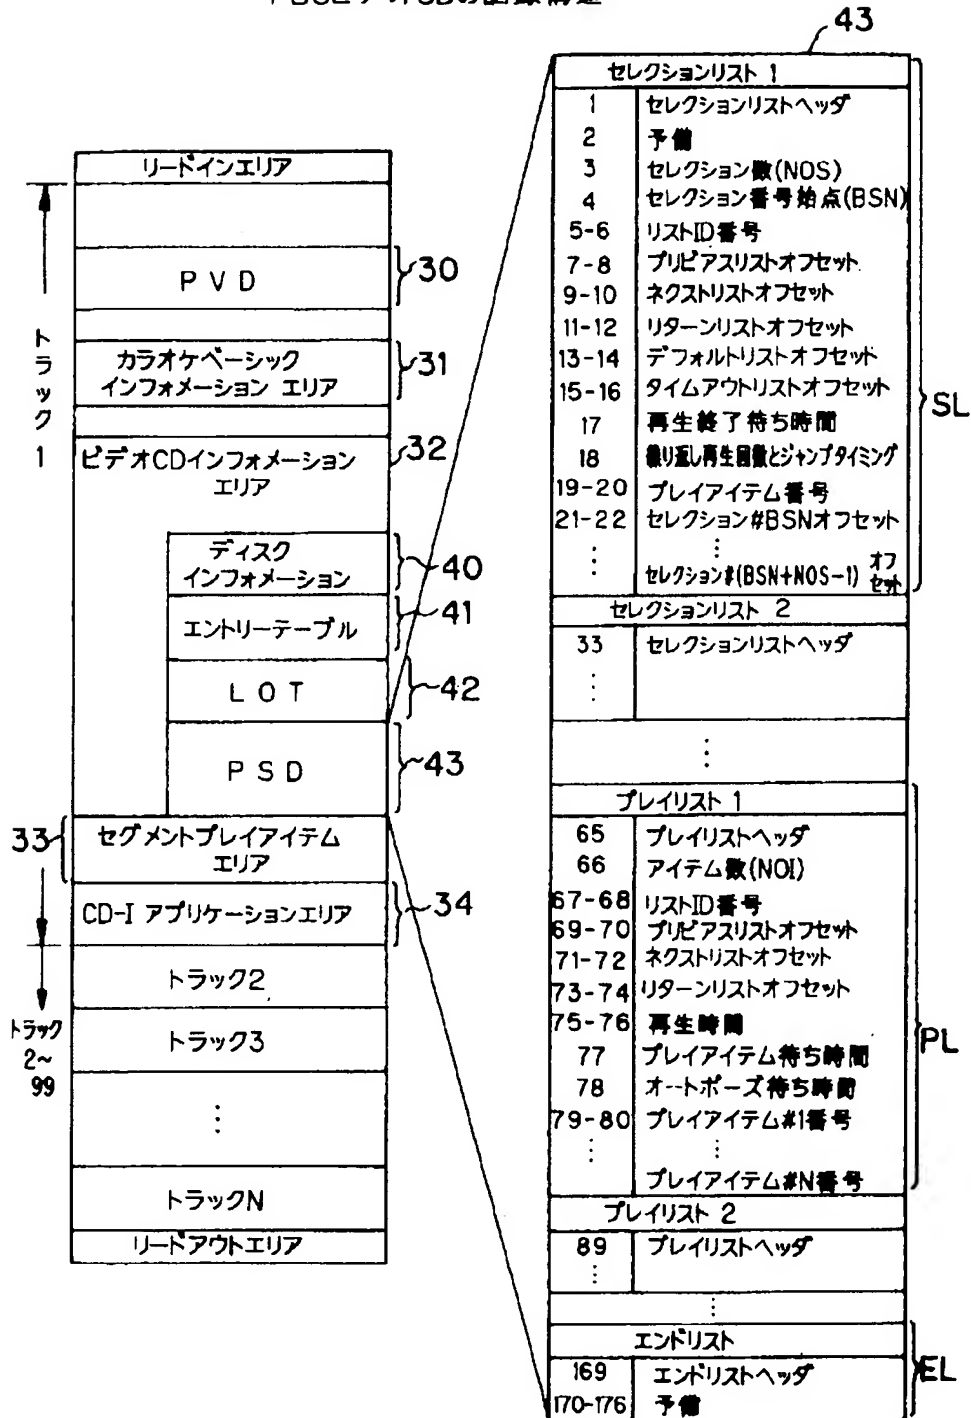 43
リードインエリア
PVD
30
カラオケベーシック
インフォメーション エリア
31
ビデオCDインフォメーション
エリア
32
ディスク
インフォメーション
40
エントリーテーブル
41
LOT
42
PSD
43
33
セグメントプレイアイテム
エリア
CD-I アプリケーションエリア
34
トラック1
トラック2
トラック3
⋮
トラックN
リードアウトエリア
トラック
2~
99
セレクションリスト 1
1 セレクションリストヘッダ
2 予備
3 セレクション数(NOS)
4 セレクション番号始点(BSN)
5-6 リストID番号
7-8 プリビアスリストオフセット
9-10 ネクストリストオフセット
11-12 リターンリストオフセット
13-14 デフォルトリストオフセット
15-16 タイムアウトリストオフセット
17 再生終了待ち時間
18 繰り返し再生回数とジャンプタイミング
19-20 プレイアイテム番号
21-22 セレクション#BSNオフセット
⋮ ⋮
セレクション#(BSN+NOS-1) オフセット
SL
セレクションリスト 2
33 セレクションリストヘッダ
⋮
⋮
プレイリスト 1
65 プレイリストヘッダ
66 アイテム数(NOI)
67-68 リストID番号
69-70 プリビアスリストオフセット
71-72 ネクストリストオフセット
73-74 リターンリストオフセット
75-76 再生時間
77 プレイアイテム待ち時間
78 オートポーズ待ち時間
79-80 プレイアイテム#1番号
⋮ ⋮
プレイアイテム#N番号
PL
プレイリスト 2
89 プレイリストヘッダ
⋮
⋮
エンドリスト
169 エンドリストヘッダ
170-176 予備
EL